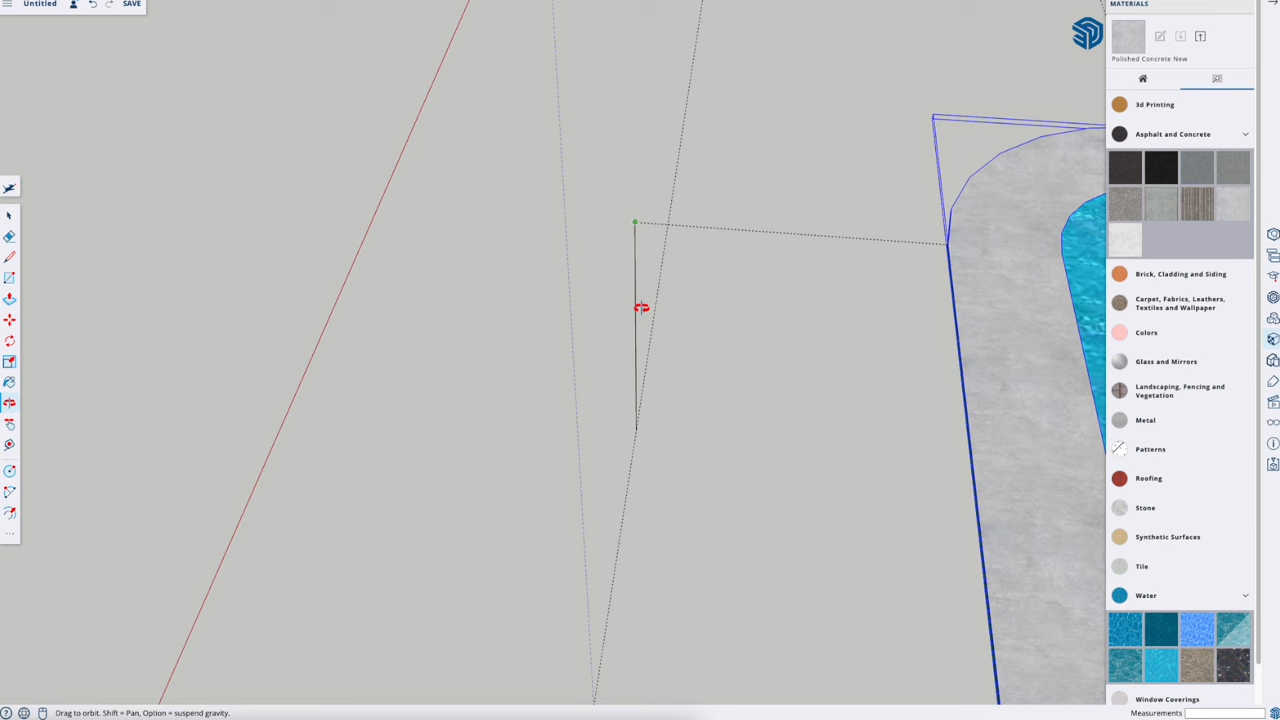 Untitled
SAVE
MATERIALS
Polished Concrete New
3d Printing
Asphalt and Concrete
Brick, Cladding and Siding
Carpet, Fabrics, Leathers,
Textiles and Wallpaper
Colors
Glass and Mirrors
Landscaping, Fencing and
Vegetation
Metal
Patterns
Roofing
Stone
Synthetic Surfaces
Tile
Water
Window Coverings
Drag to orbit. Shift = Pan, Option = suspend gravity.
Measurements